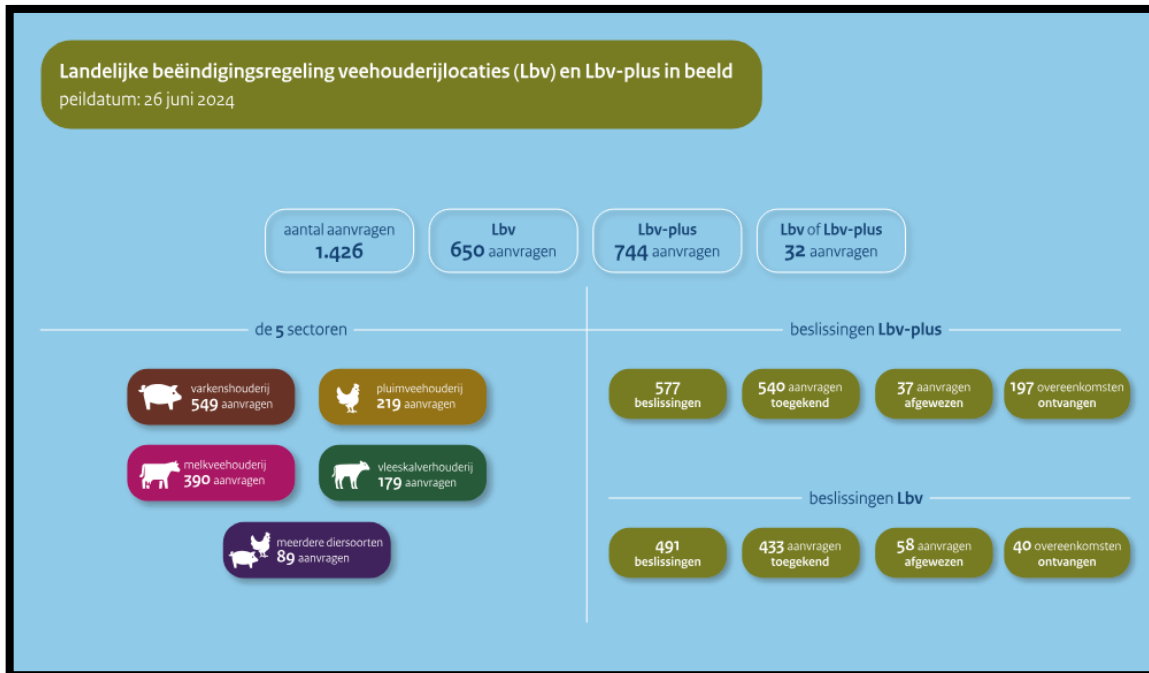 Landelijke beëindigingsregeling veehouderijlocaties (Lbv) en Lbv-plus in beeld
peildatum: 26 juni 2024
aantal aanvragen
1.426
Lbv
650 aanvragen
Lbv-plus
744 aanvragen
Lbv of Lbv-plus
32 aanvragen
de 5 sectoren
varkenshouderij
549 aanvragen
pluimveehouderij
219 aanvragen
melkveehouderij
390 aanvragen
vleeskalverhouderij
179 aanvragen
meerdere diersoorten
89 aanvragen
beslissingen Lbv-plus
577
beslissingen
540 aanvragen
toegekend
37 aanvragen
afgewezen
197 overeenkomsten
ontvangen
beslissingen Lbv
491
beslissingen
433 aanvragen
toegekend
58 aanvragen
afgewezen
40 overeenkomsten
ontvangen